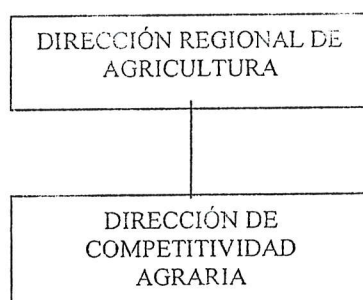 DIRECCIÓN REGIONAL DE
AGRICULTURA
DIRECCIÓN DE
COMPETITIVIDAD
AGRARIA